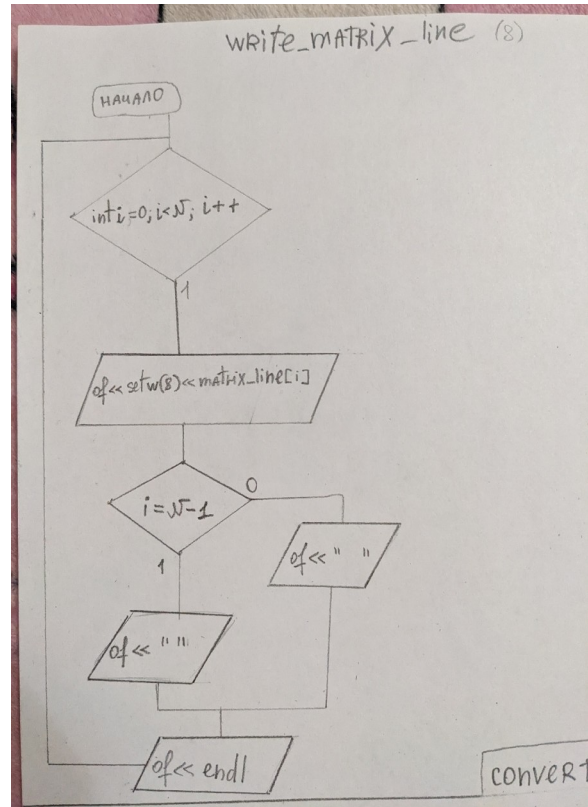 WRITE_MATRIX_line (8)
НАЧАЛО
int i=0; i<N; i++
1
of<<setw(8)<<MATRIX_line[i]
i=N-1
0
of<<" "
1
of<<""
of<<endl
CONVERT